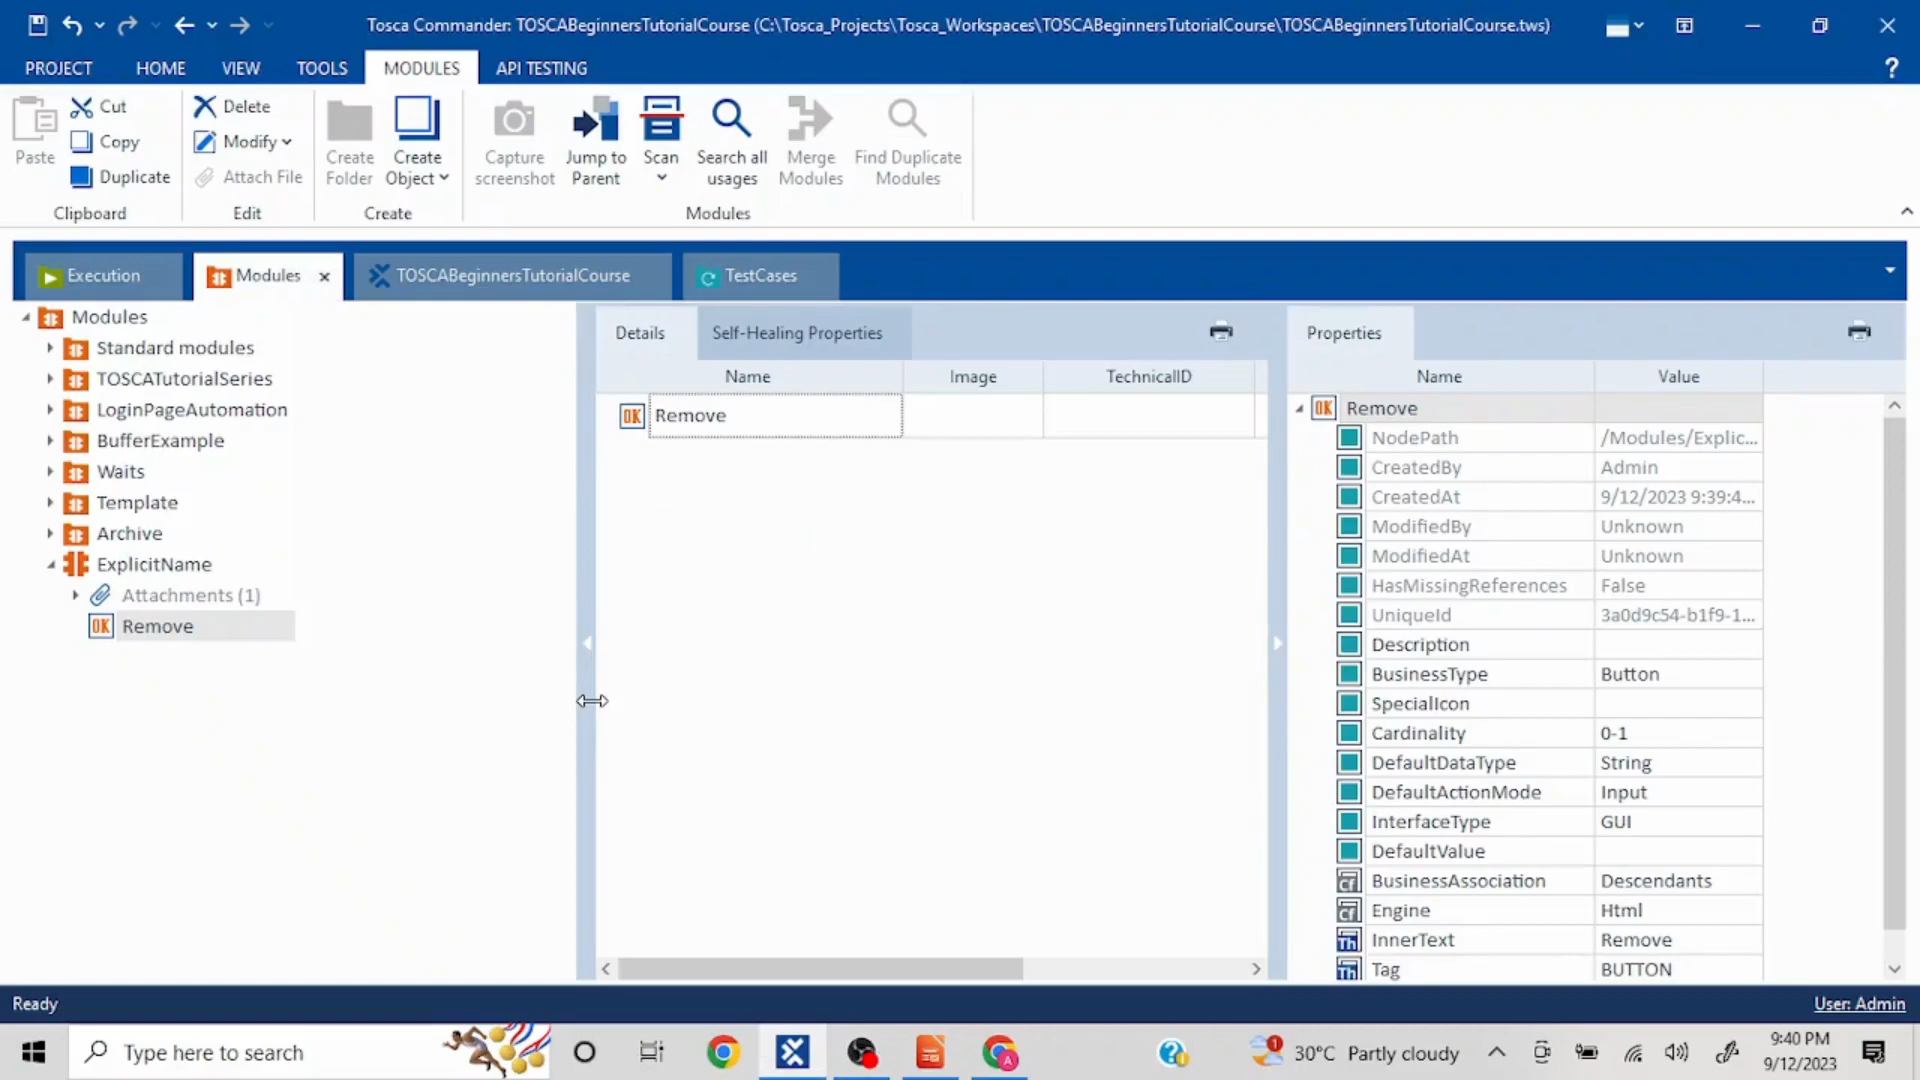 Tosca Commander: TOSCABeginnersTutorialCourse (C:\Tosca_Projects\Tosca_Workspaces\TOSCABeginnersTutorialCourse\TOSCABeginnersTutorialCourse.tws)
PROJECT HOME VIEW TOOLS MODULES API TESTING ?
Paste
Cut
Copy
Duplicate
Clipboard
Delete
Modify
Attach File
Edit
Create Folder
Create Object
Create
Capture screenshot
Jump to Parent
Scan
Search all usages
Merge Modules
Find Duplicate Modules
Modules
Execution Modules × TOSCABeginnersTutorialCourse TestCases
Modules
Standard modules
TOSCATutorialSeries
LoginPageAutomation
BufferExample
Waits
Template
Archive
ExplicitName
Attachments (1)
OK Remove
Details Self-Healing Properties
Name Image TechnicalID
OK Remove
Properties
Name Value
OK Remove
NodePath /Modules/Explic...
CreatedBy Admin
CreatedAt 9/12/2023 9:39:4...
ModifiedBy Unknown
ModifiedAt Unknown
HasMissingReferences False
UniqueId 3a0d9c54-b1f9-1...
Description
BusinessType Button
SpecialIcon
Cardinality 0-1
DefaultDataType String
DefaultActionMode Input
InterfaceType GUI
DefaultValue
Cf BusinessAssociation Descendants
Cf Engine Html
Th InnerText Remove
Th Tag BUTTON
Ready User: Admin
Type here to search
30°C Partly cloudy
9:40 PM
9/12/2023